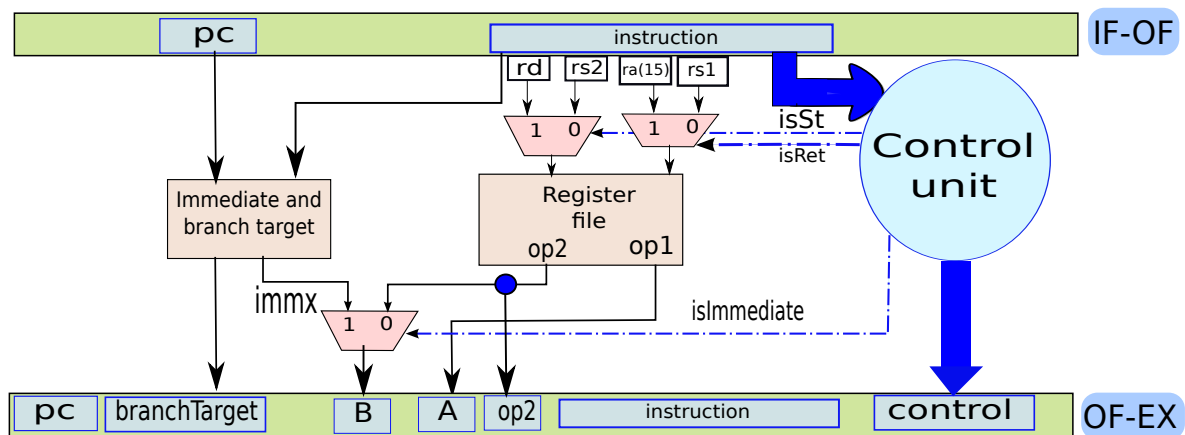 pc
instruction
IF-OF
rd
rs2
ra(15)
rs1
1 0
1 0
isSt
isRet
Control
unit
Immediate and
branch target
Register
file
op2
op1
immx
1 0
isImmediate
pc
branchTarget
B
A
op2
instruction
control
OF-EX